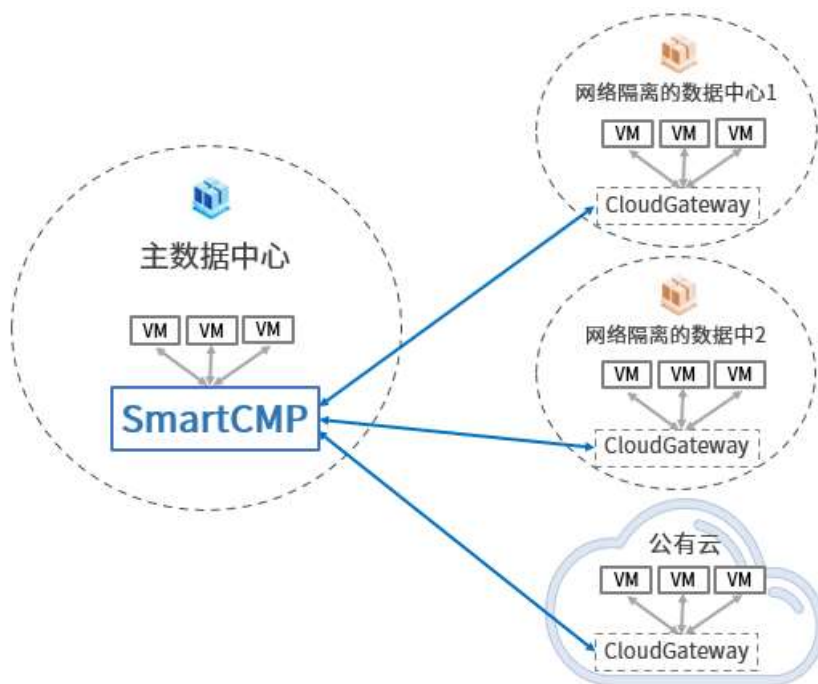 主数据中心
VM VM VM
SmartCMP
网络隔离的数据中心1
VM VM VM
CloudGateway
网络隔离的数据中2
VM VM VM
CloudGateway
公有云
VM VM VM
CloudGateway